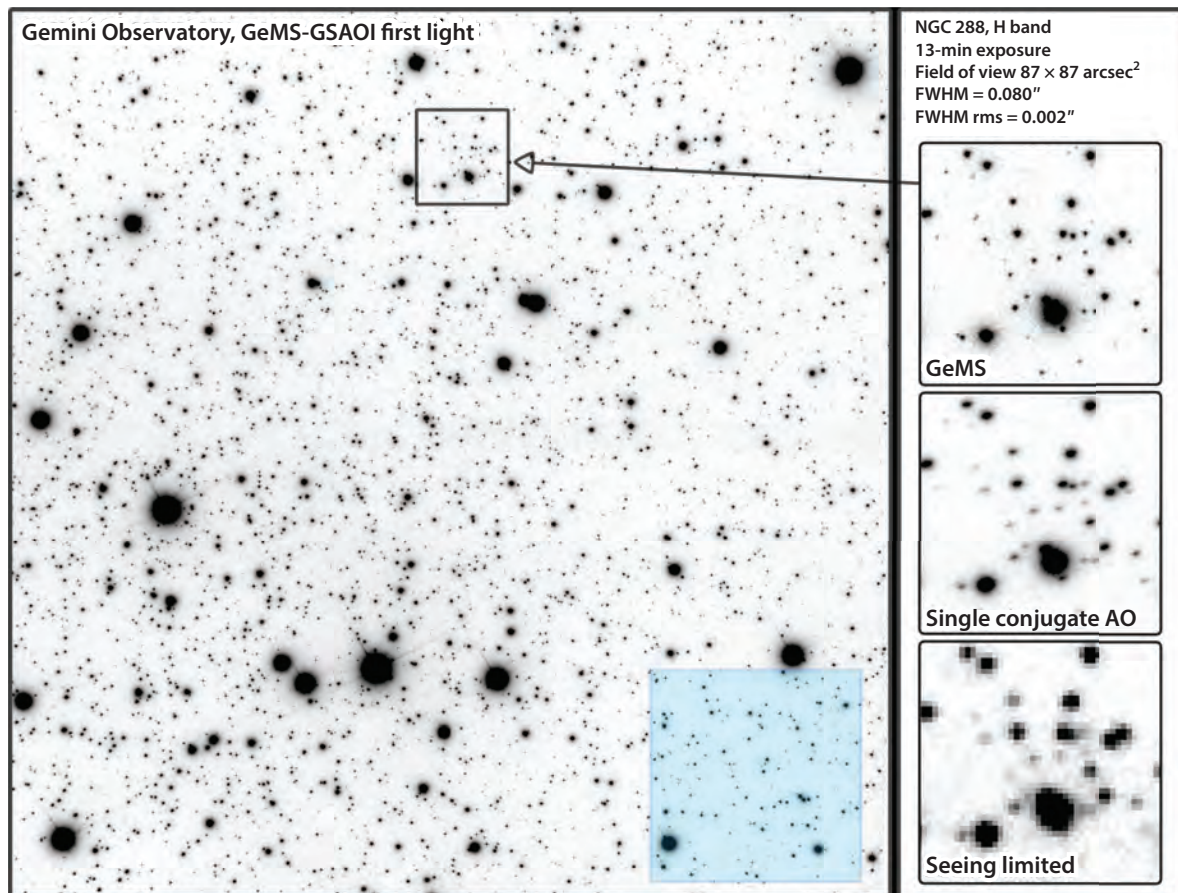 Gemini Observatory, GeMS-GSAOI first light
NGC 288, H band
13-min exposure
Field of view 87 × 87 arcsec²
FWHM = 0.080″
FWHM rms = 0.002″
GeMS
Single conjugate AO
Seeing limited